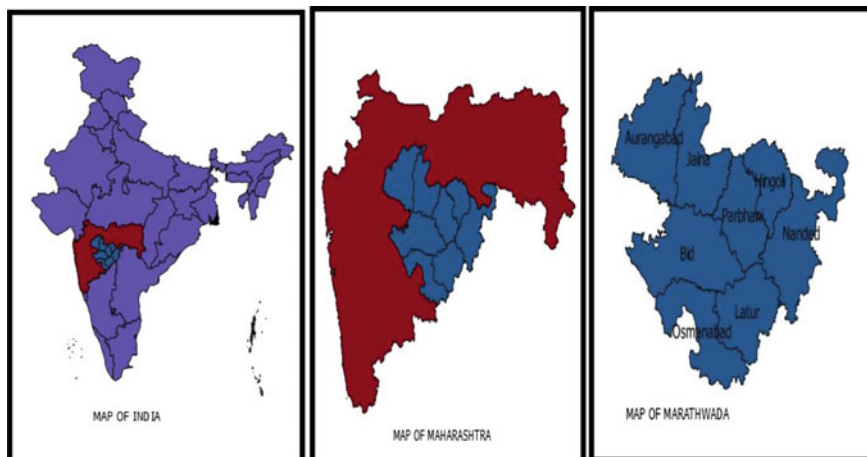 MAP OF INDIA
MAP OF MAHARASHTRA
Aurangabad
Jalna
Hingoli
Parbhani
Nanded
Bid
Latur
Osmanabad
MAP OF MARATHWADA